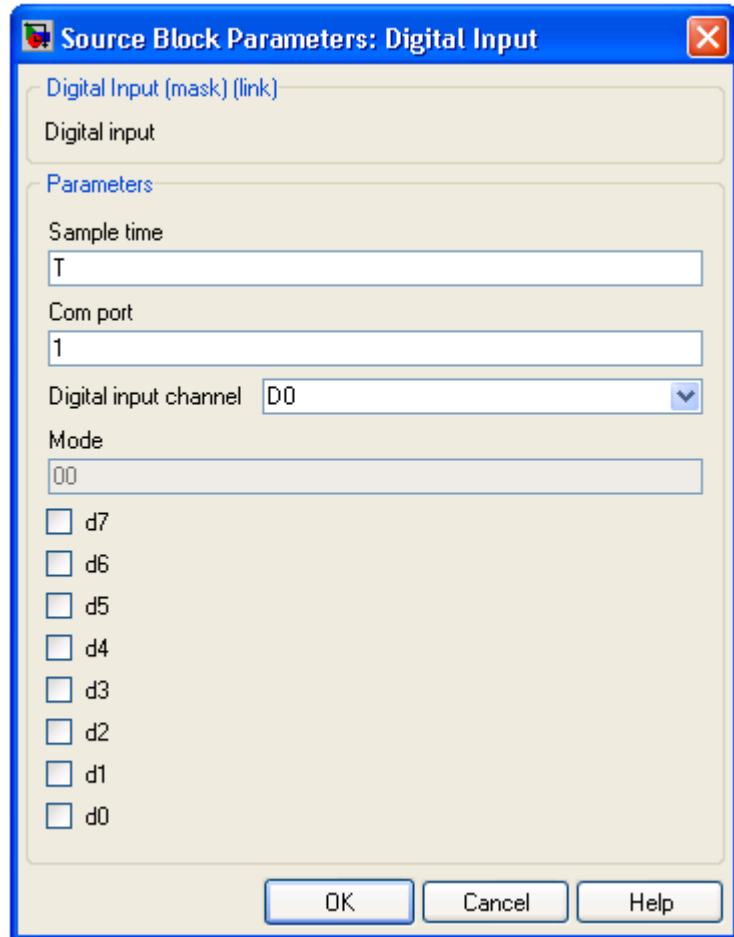 Source Block Parameters: Digital Input
Digital Input (mask) (link)
Digital input
Parameters
Sample time
T
Com port
1
Digital input channel D0
Mode
00
d7
d6
d5
d4
d3
d2
d1
d0
OK Cancel Help